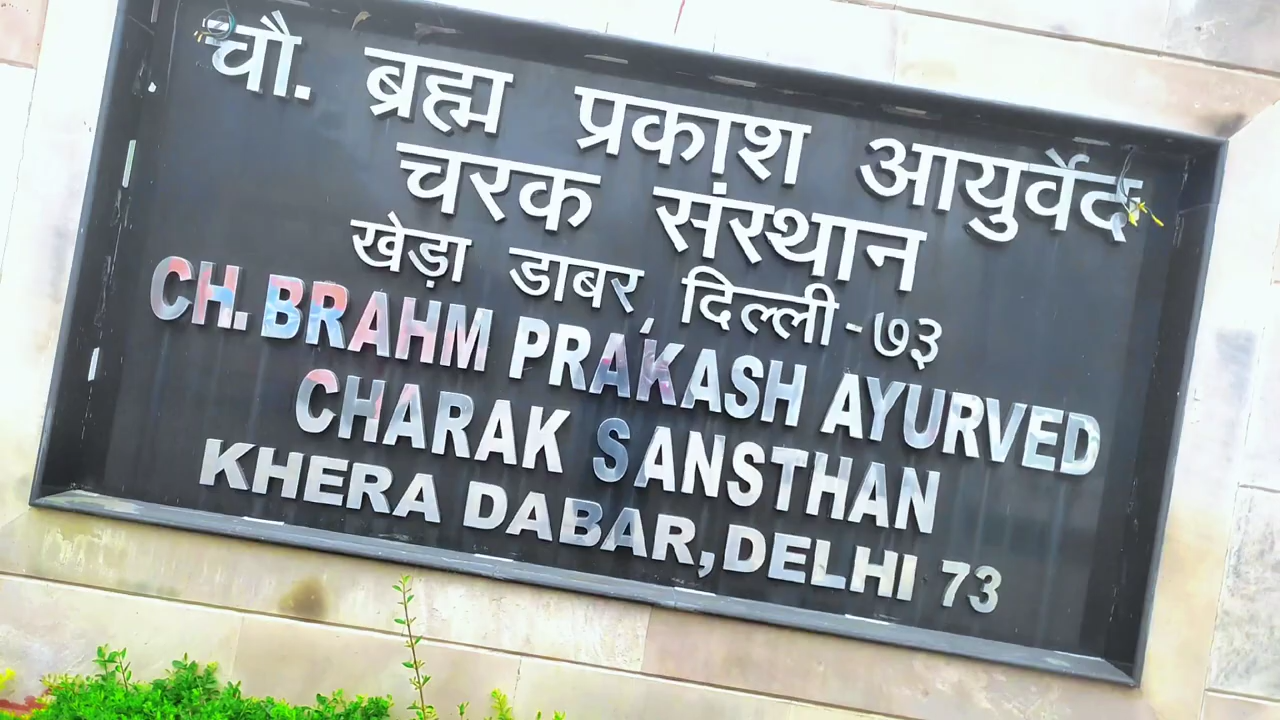 चौ. ब्रह्म प्रकाश आयुर्वेद
चरक संस्थान
खेड़ा डाबर, दिल्ली-७३
CH. BRAHM PRAKASH AYURVED
CHARAK SANSTHAN
KHERA DABAR, DELHI 73